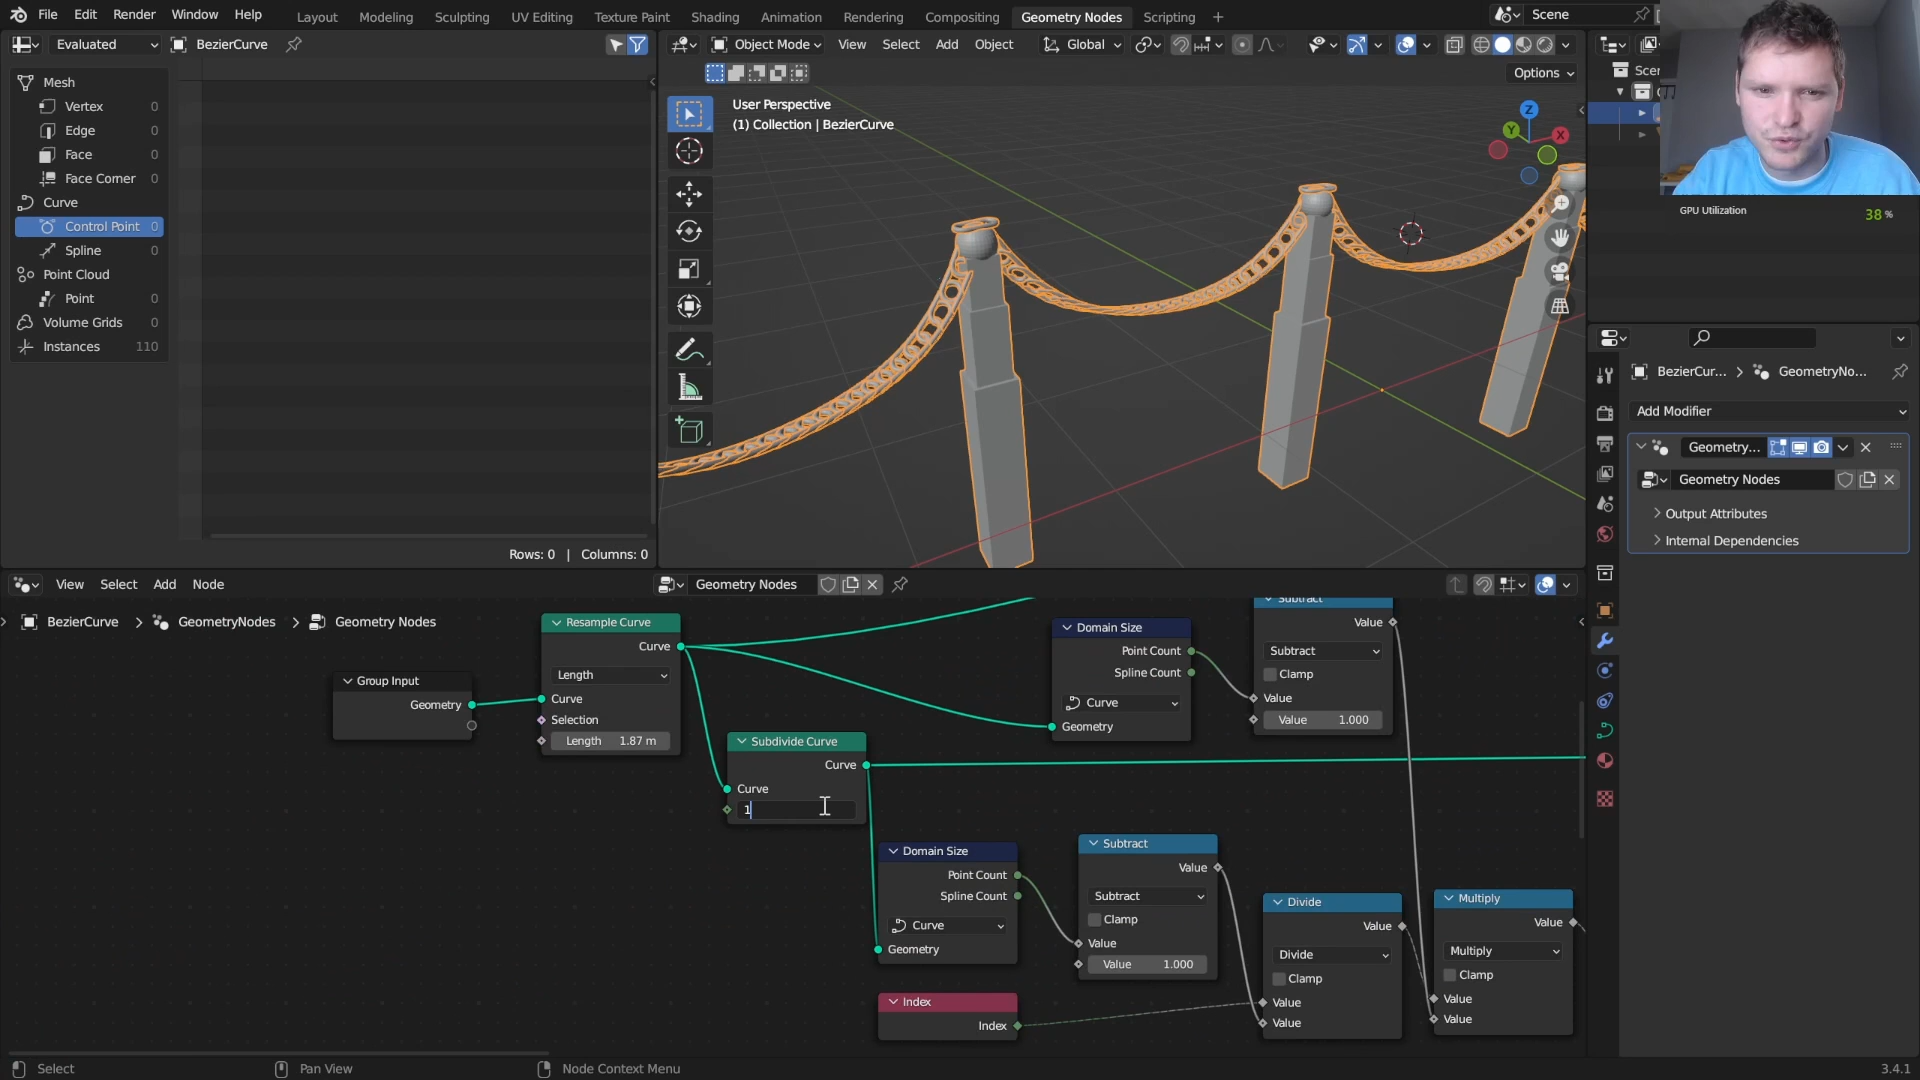 File Edit Render Window Help
Layout Modeling Sculpting UV Editing Texture Paint Shading Animation Rendering Compositing Geometry Nodes Scripting +
Scene
Evaluated
BezierCurve
Object Mode
View Select Add Object
Global
Options
Mesh
Vertex 0
Edge 0
Face 0
Face Corner 0
Curve
Control Point 0
Spline 0
Point Cloud
Point 0
Volume Grids 0
Instances 110
Rows: 0 | Columns: 0
User Perspective
(1) Collection | BezierCurve
Z
Y
X
GPU Utilization 38 %
BezierCur... > GeometryNo...
Add Modifier
Geometry...
Geometry Nodes
Output Attributes
Internal Dependencies
View Select Add Node
Geometry Nodes
BezierCurve > GeometryNodes > Geometry Nodes
Group Input
Geometry
Resample Curve
Curve
Length
Curve
Selection
Length 1.87 m
Subdivide Curve
Curve
Curve
1
Domain Size
Point Count
Spline Count
Curve
Geometry
Subtract
Value
Subtract
Clamp
Value
Value 1.000
Domain Size
Point Count
Spline Count
Curve
Geometry
Index
Index
Subtract
Value
Subtract
Clamp
Value
Value 1.000
Divide
Value
Divide
Clamp
Value
Value
Multiply
Value
Multiply
Clamp
Value
Value
Select
Pan View
Node Context Menu
3.4.1